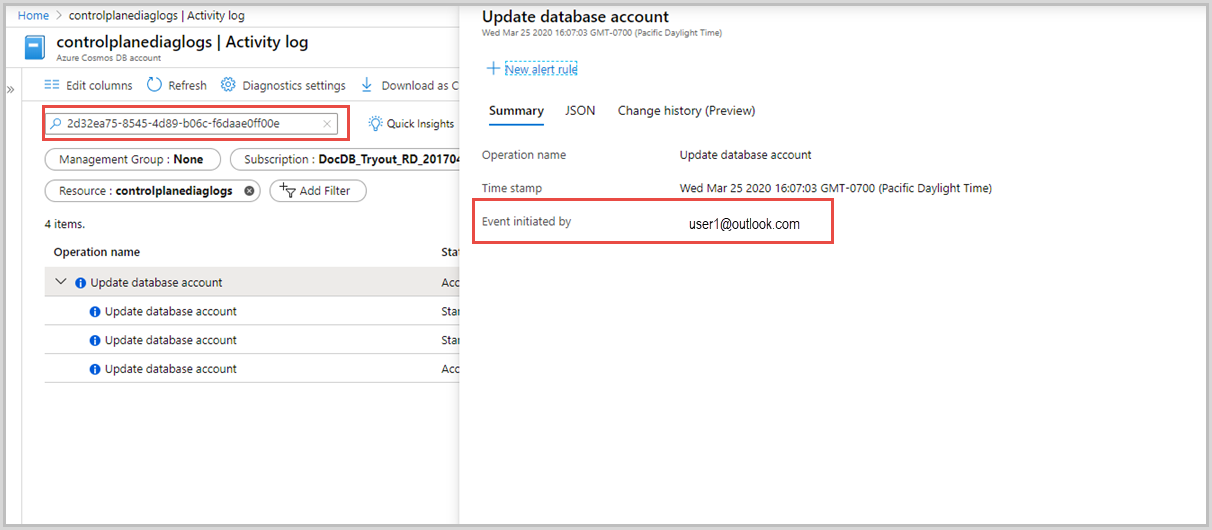 Home > controlplanediaglogs | Activity log
controlplanediaglogs | Activity log
Azure Cosmos DB account
Edit columns Refresh Diagnostics settings Download as C
2d32ea75-8545-4d89-b06c-f6daae0ff00e Quick Insights
Management Group : None Subscription : DocDB_Tryout_RD_201704
Resource : controlplanediaglogs Add Filter
4 items.
Operation name Sta
Update database account Acc
Update database account Star
Update database account Star
Update database account Acc
Update database account
Wed Mar 25 2020 16:07:03 GMT-0700 (Pacific Daylight Time)
New alert rule
Summary JSON Change history (Preview)
Operation name Update database account
Time stamp Wed Mar 25 2020 16:07:03 GMT-0700 (Pacific Daylight Time)
Event initiated by user1@outlook.com